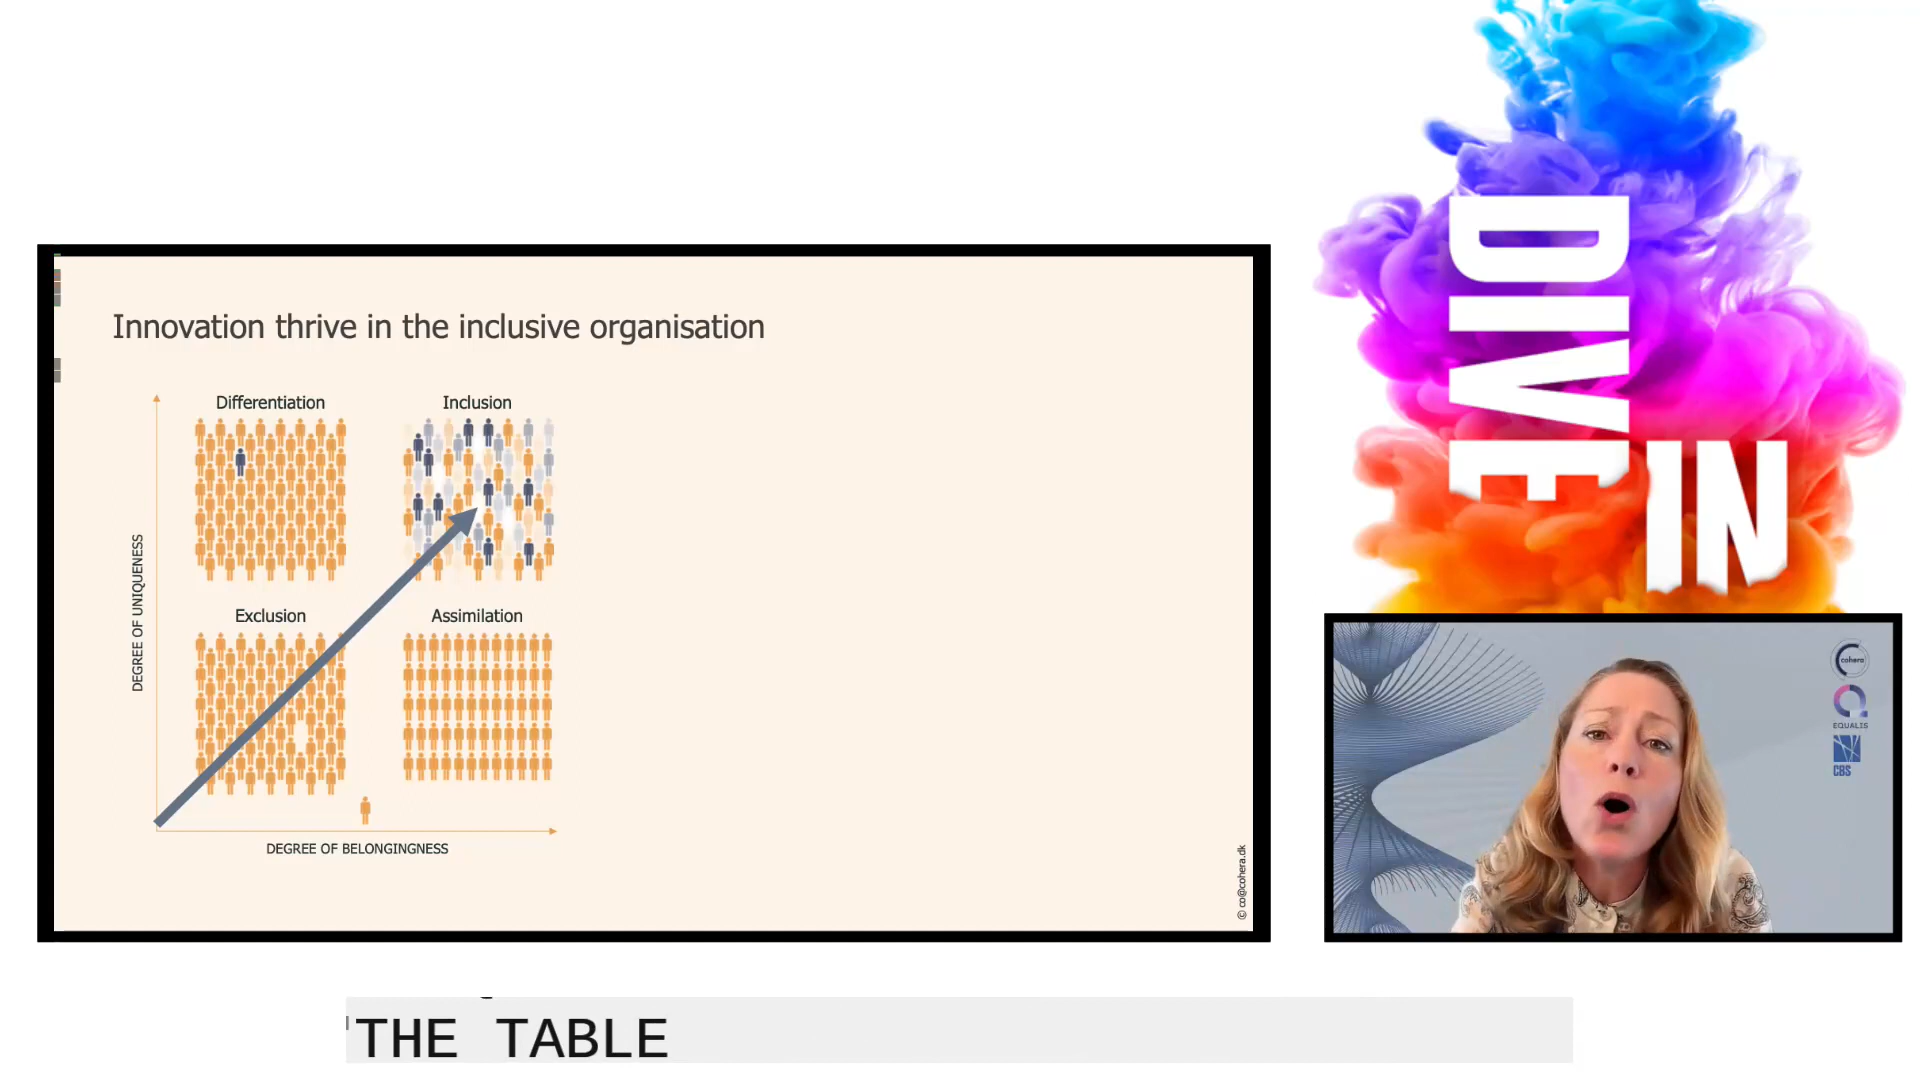 Innovation thrive in the inclusive organisation
Differentiation
Inclusion
Exclusion
Assimilation
DEGREE OF UNIQUENESS
DEGREE OF BELONGINGNESS
© co@cohera.dk
DIVE
IN
cohera
EQUALIS
CBS
THE TABLE